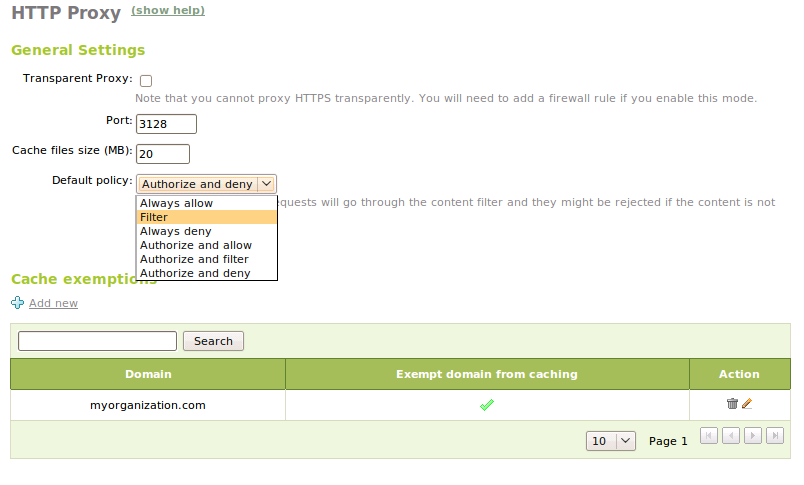 HTTP Proxy (show help)
General Settings
Transparent Proxy:
Note that you cannot proxy HTTPS transparently. You will need to add a firewall rule if you enable this mode.
Port: 3128
Cache files size (MB): 20
Default policy: Authorize and deny
Always allow
requests will go through the content filter and they might be rejected if the content is not
Filter
Always deny
Authorize and allow
Authorize and filter
Authorize and deny
Cache exemptions
Add new
Search
Domain Exempt domain from caching Action
myorganization.com
10 Page 1